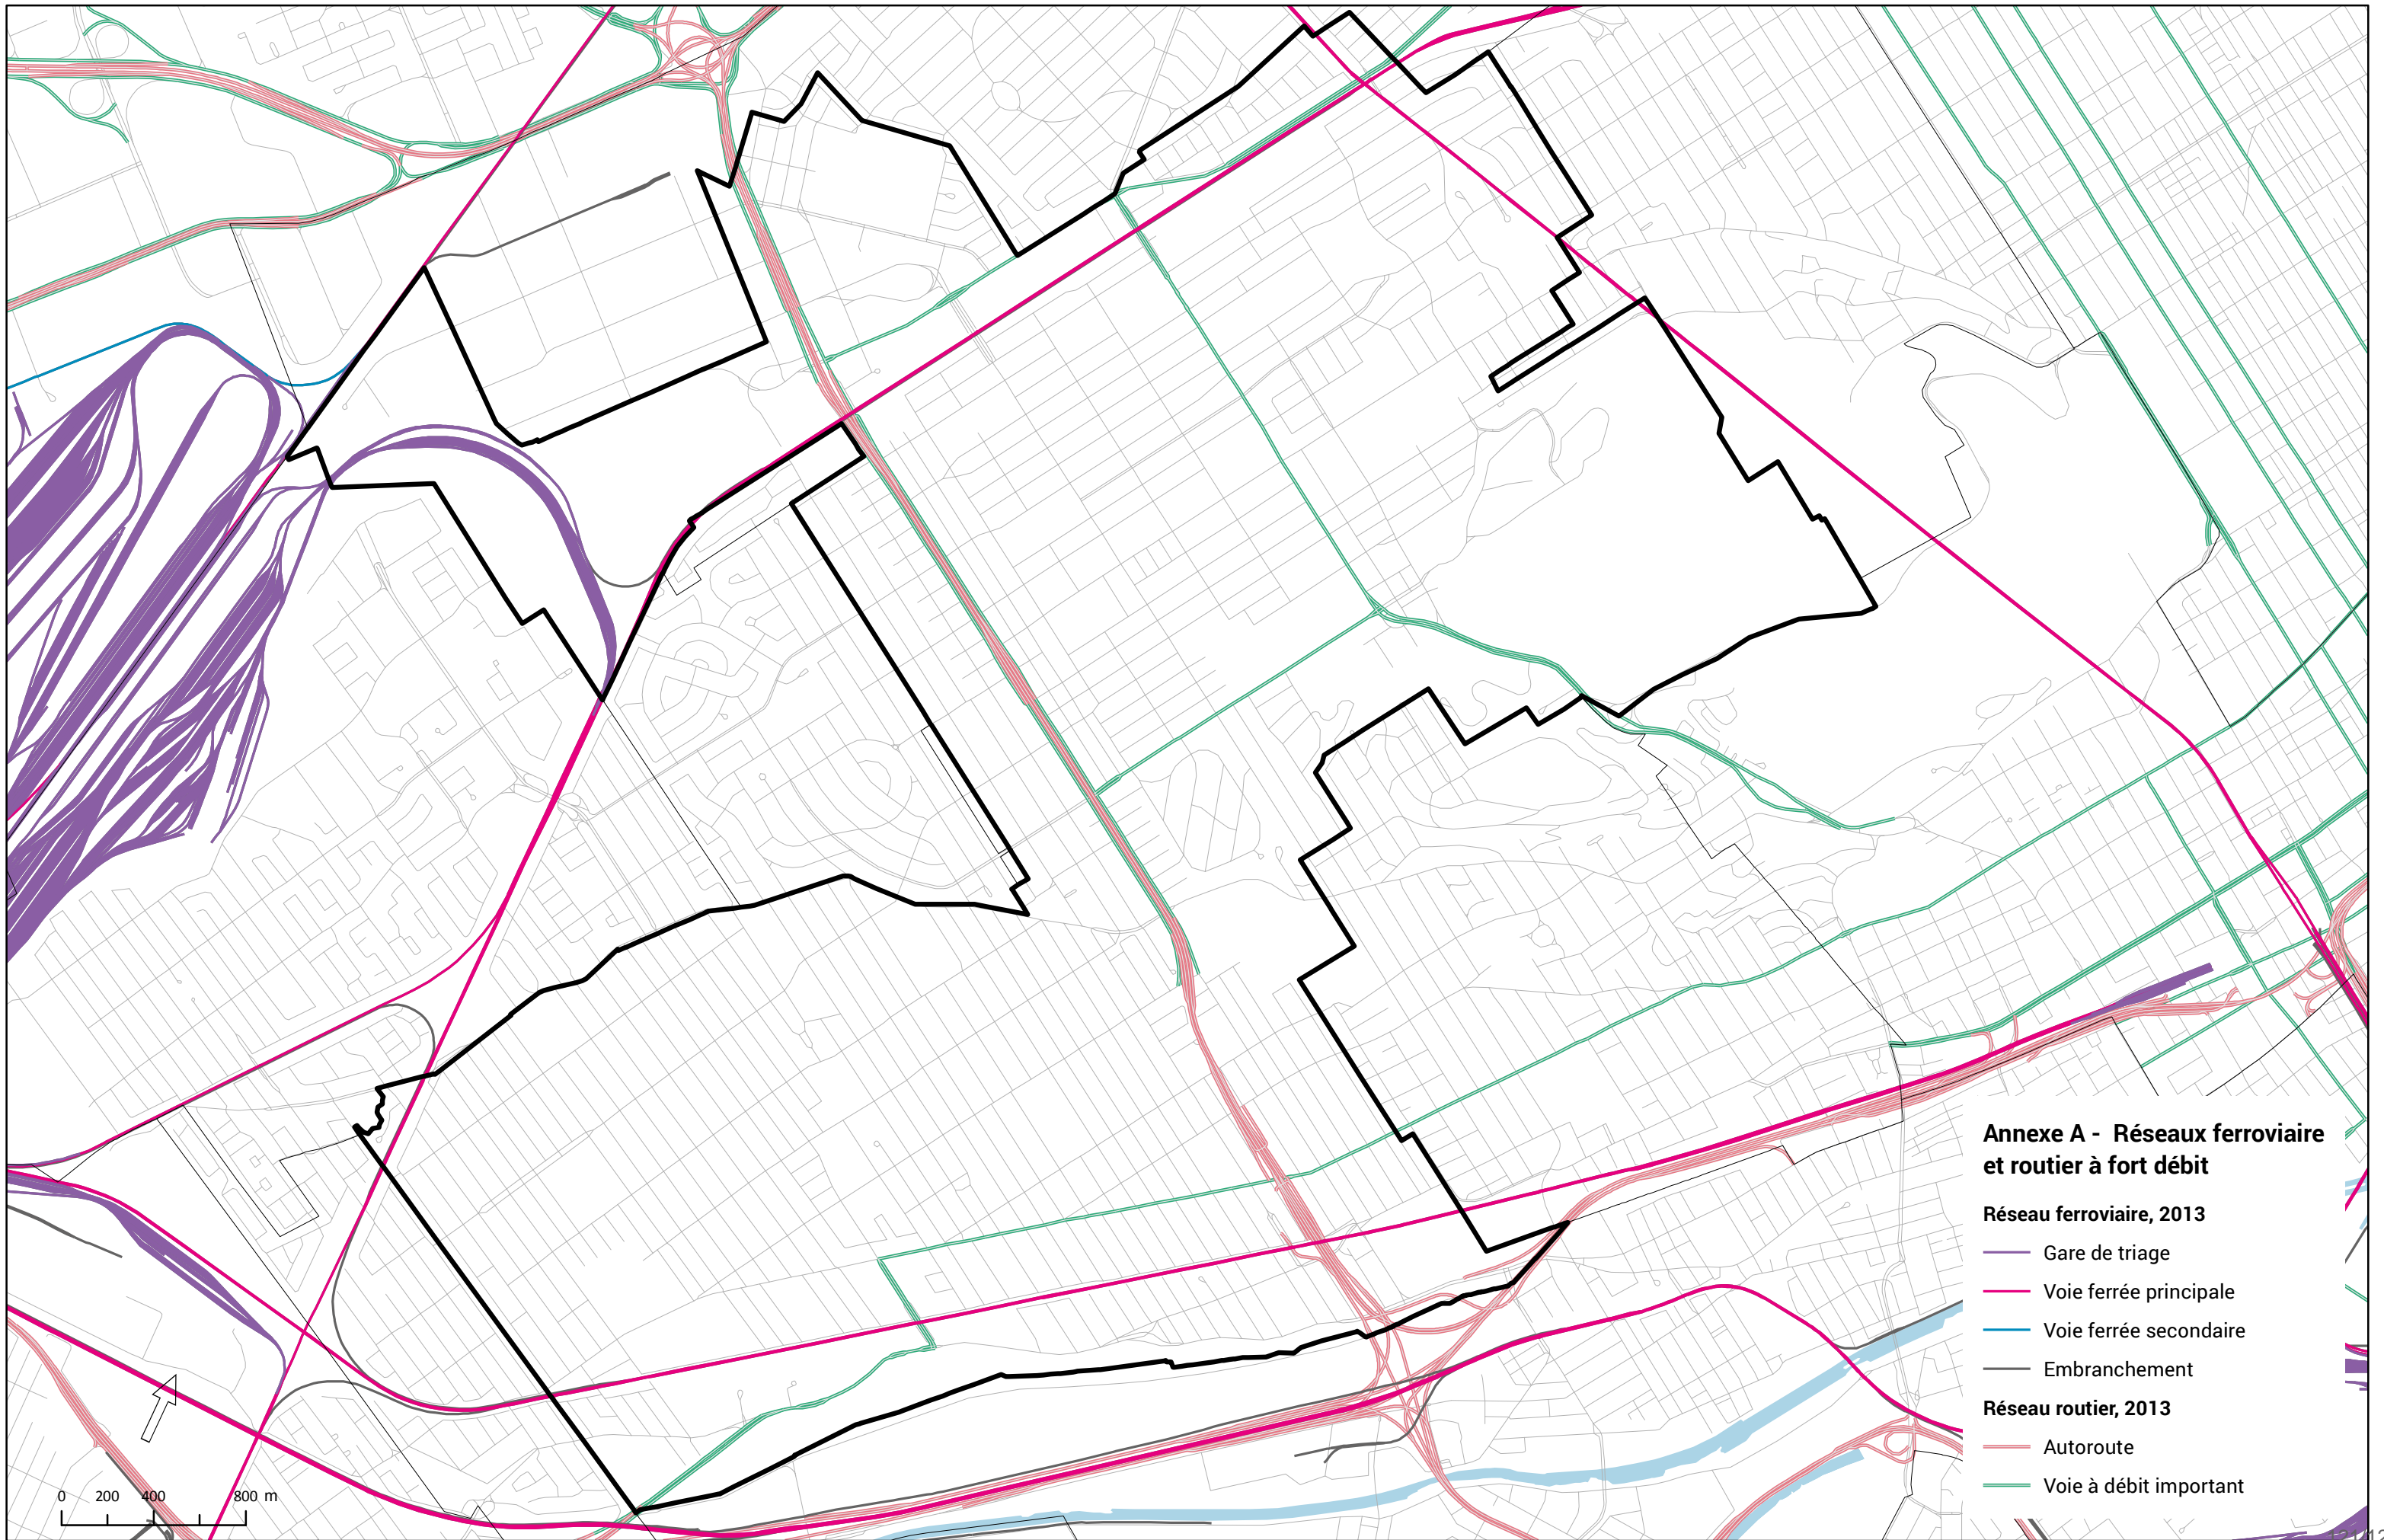 Annexe A - Réseaux ferroviaire
et routier à fort débit
Réseau ferroviaire, 2013
Gare de triage
Voie ferrée principale
Voie ferrée secondaire
Embranchement
Réseau routier, 2013
Autoroute
Voie à débit important
0 200 400 800 m